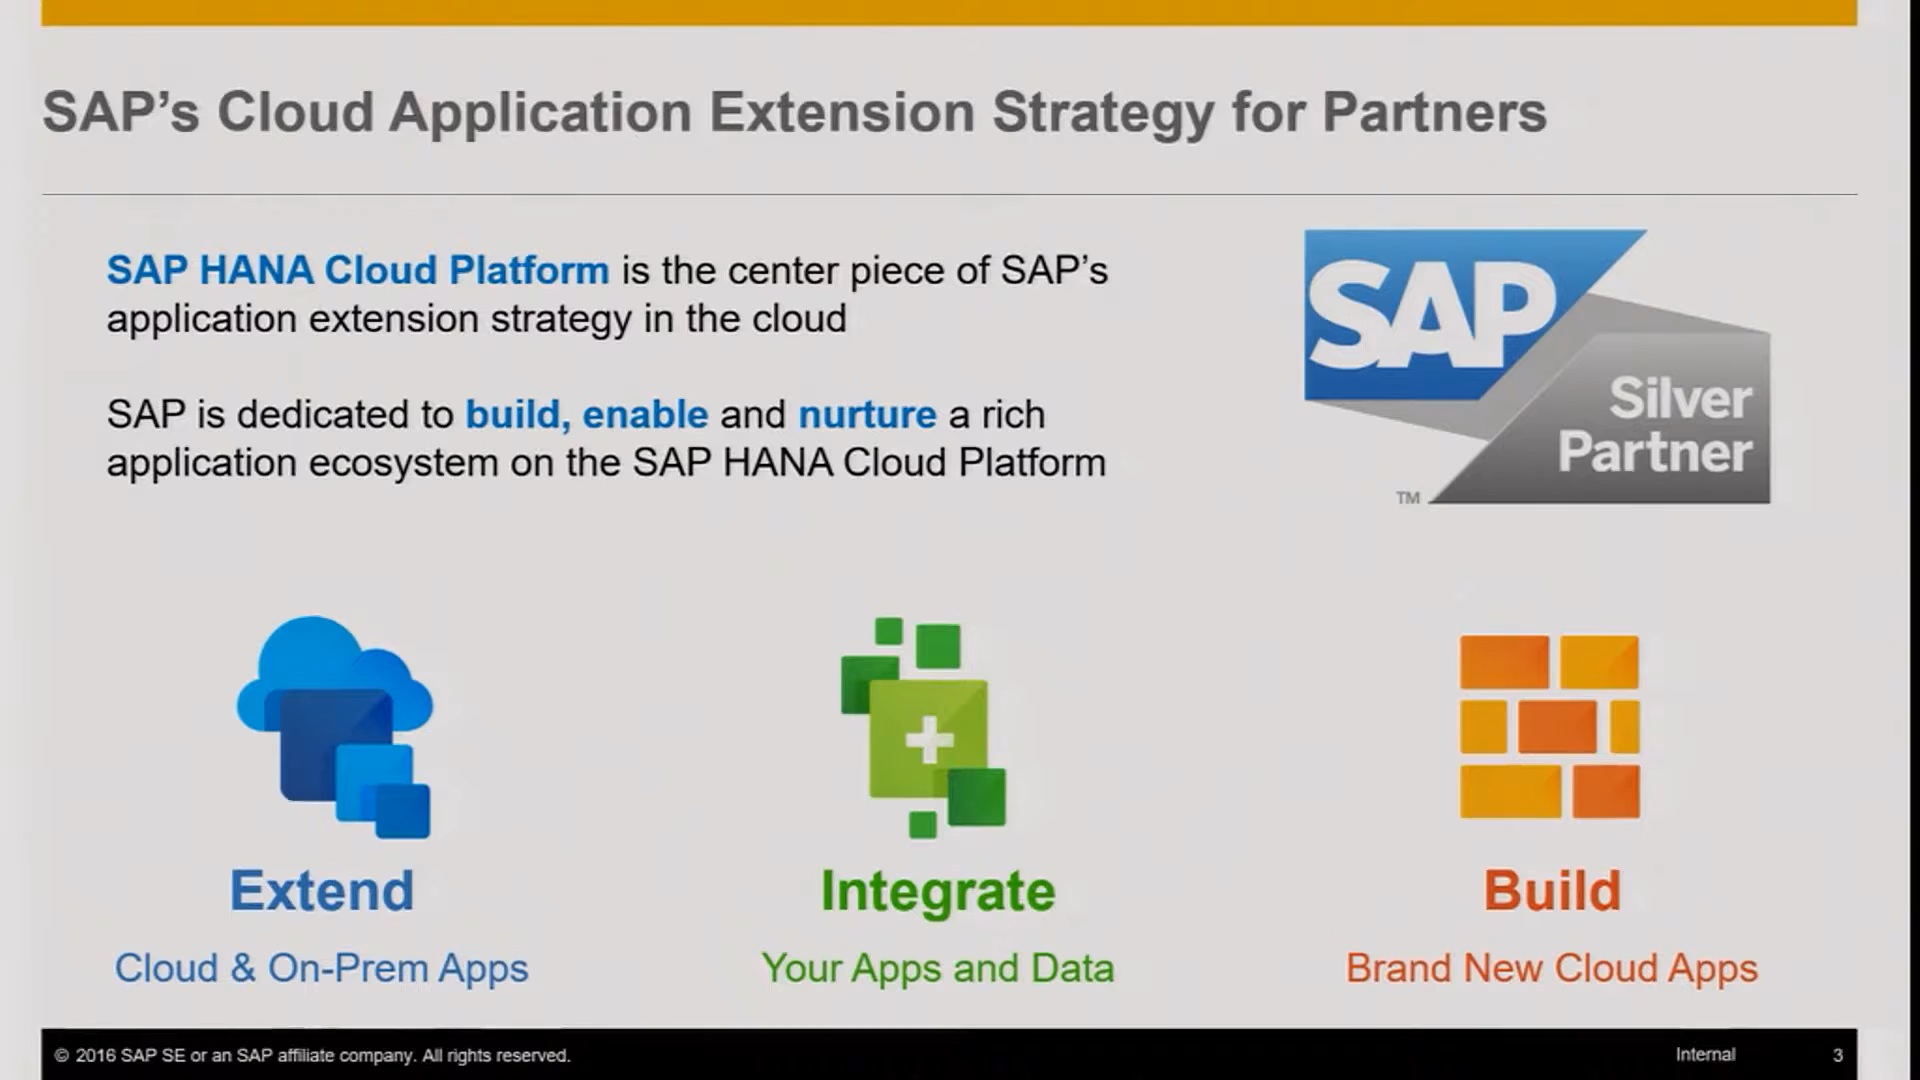 SAP's Cloud Application Extension Strategy for Partners
SAP HANA Cloud Platform is the center piece of SAP's
application extension strategy in the cloud
SAP is dedicated to build, enable and nurture a rich
application ecosystem on the SAP HANA Cloud Platform
SAP
Silver
Partner
TM
Extend
Cloud & On-Prem Apps
Integrate
Your Apps and Data
Build
Brand New Cloud Apps
© 2016 SAP SE or an SAP affiliate company. All rights reserved.
Internal
3